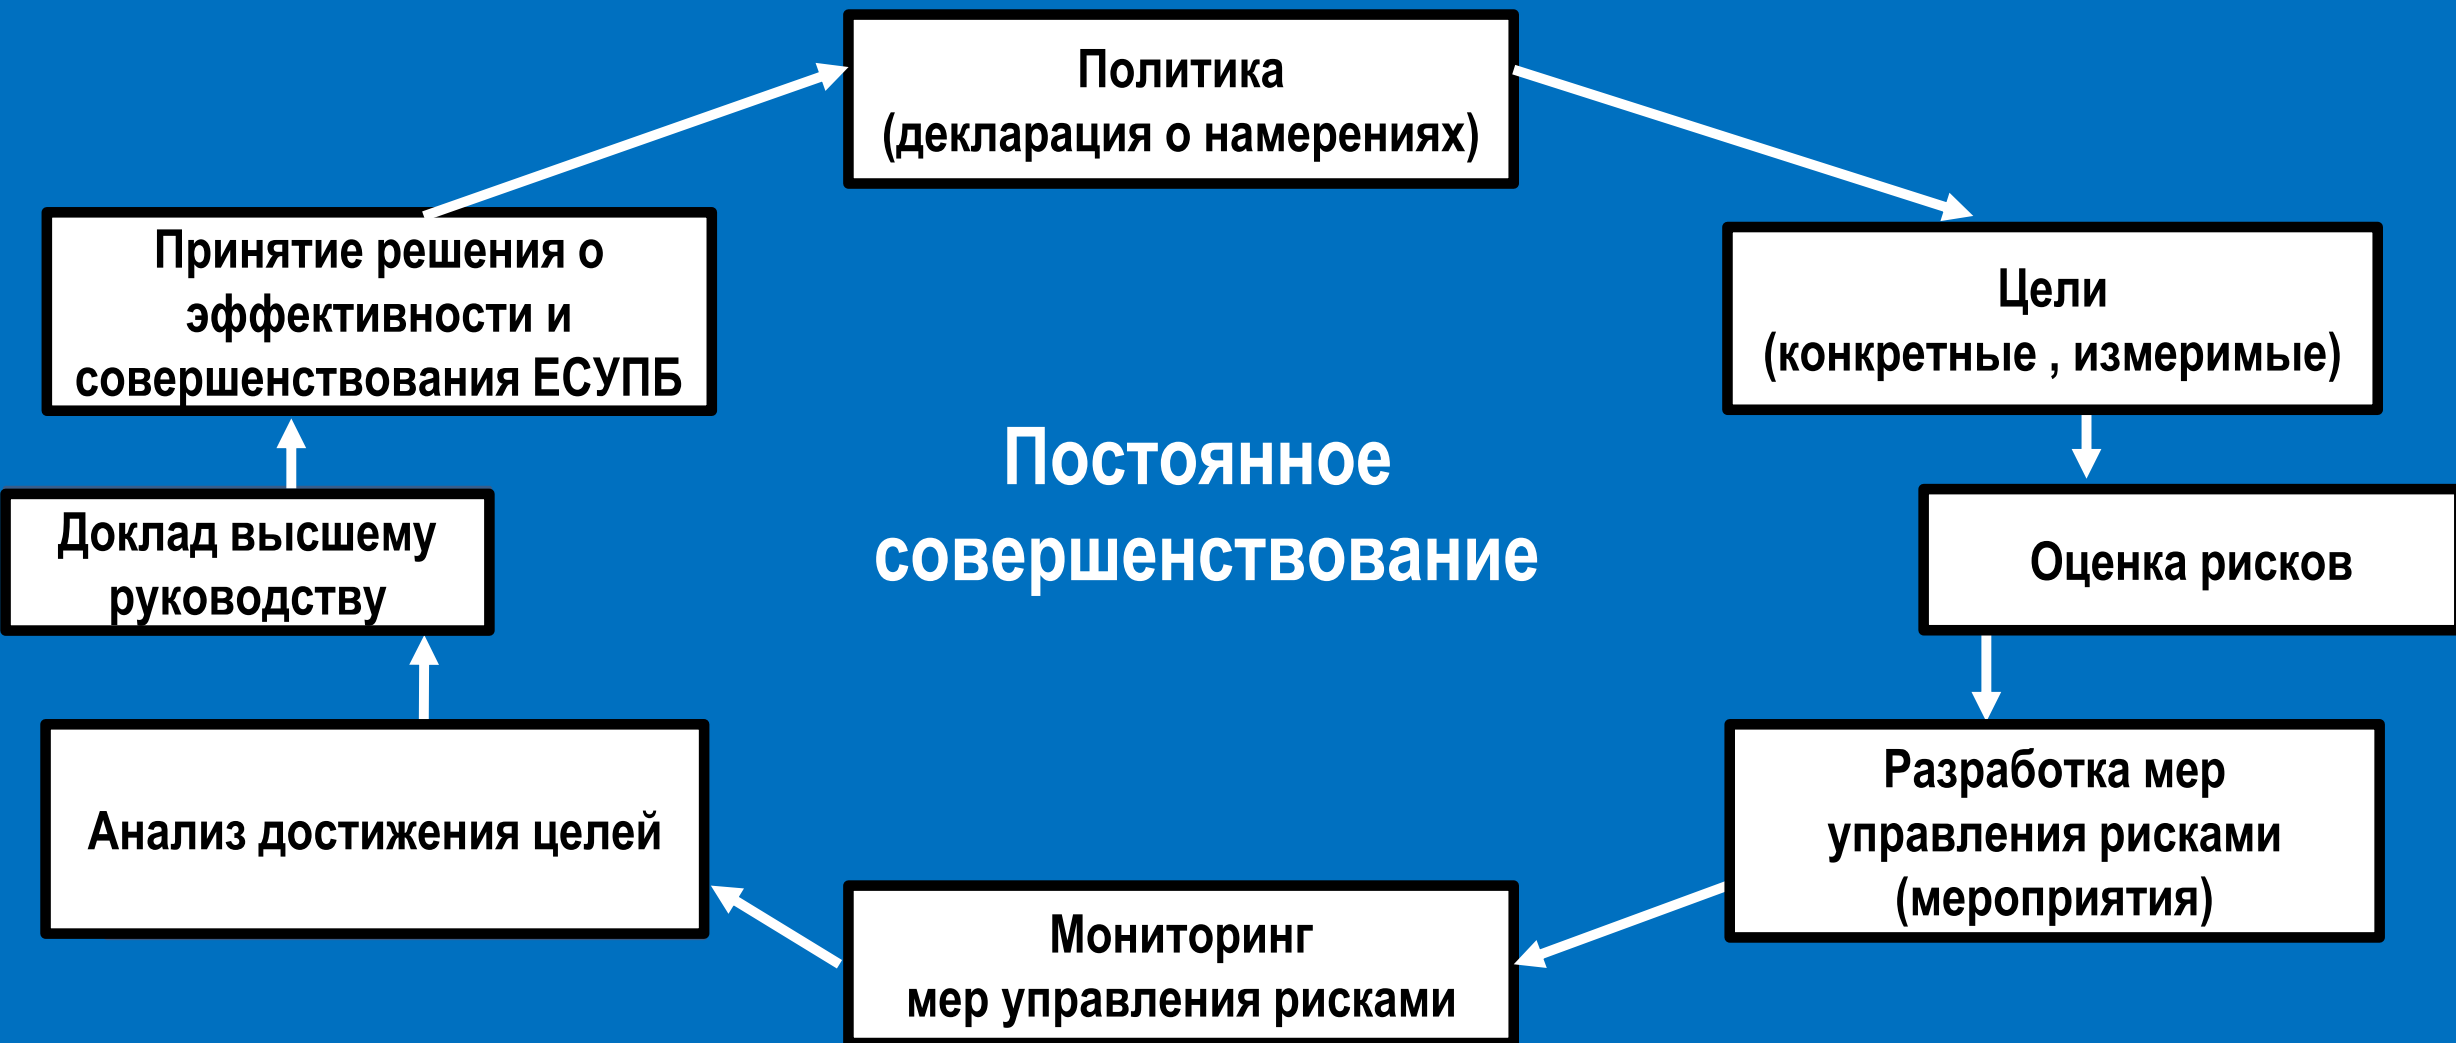 Политика
(декларация о намерениях)
Цели
(конкретные , измеримые)
Оценка рисков
Разработка мер
управления рисками
(мероприятия)
Мониторинг
мер управления рисками
Анализ достижения целей
Доклад высшему
руководству
Принятие решения о
эффективности и
совершенствования ЕСУПБ
Постоянное
совершенствование